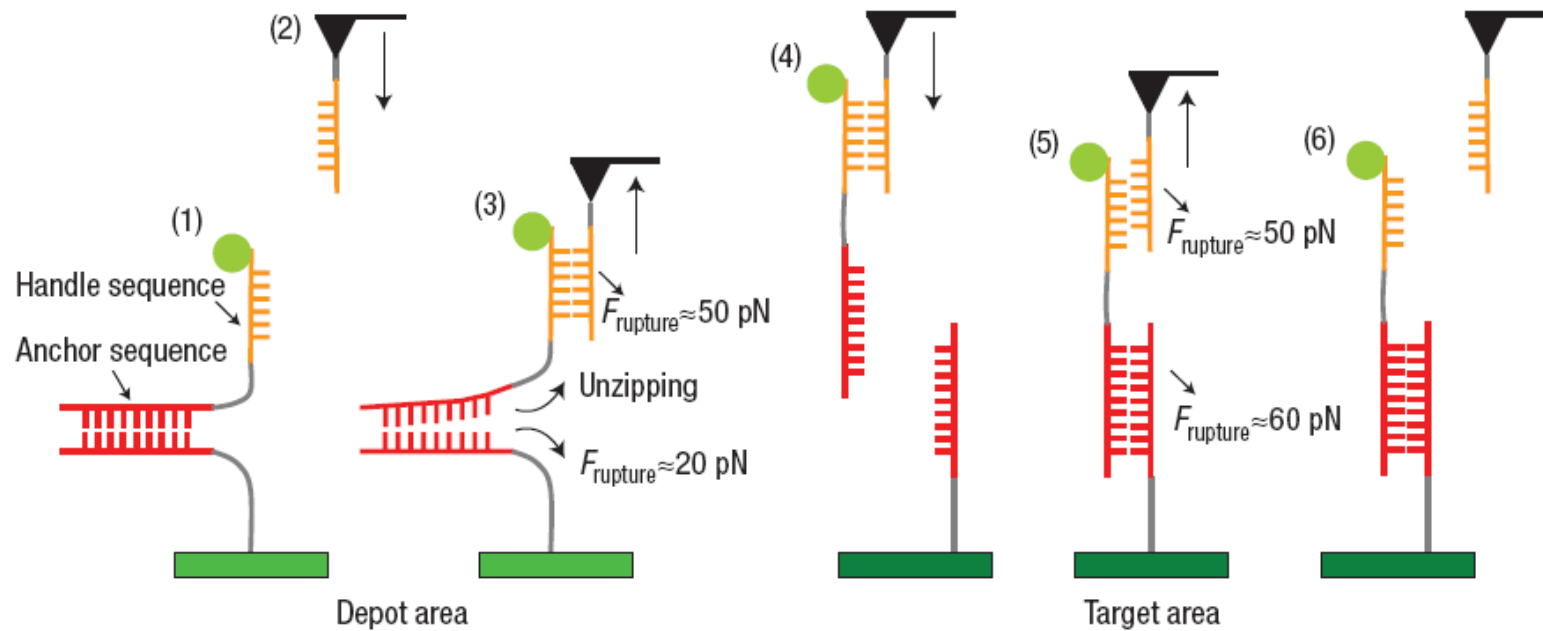 (1)
Handle sequence
Anchor sequence
(2)
(3)
Frupture≈50 pN
Unzipping
Frupture≈20 pN
Depot area
(4)
(5)
Frupture≈50 pN
Frupture≈60 pN
(6)
Target area